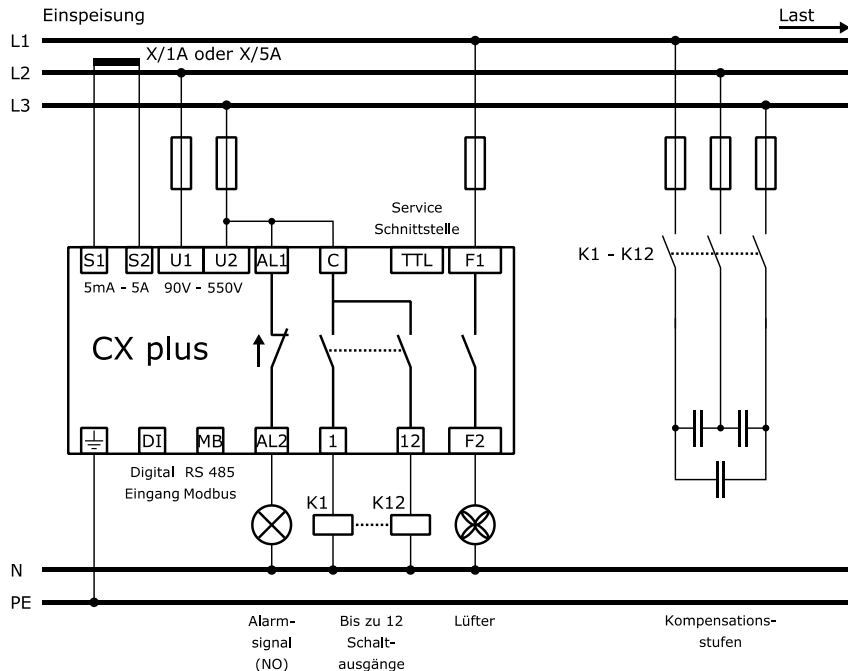 Einspeisung
Last
L1
X/1A oder X/5A
L2
L3
Service
Schnittstelle
S1 S2 U1 U2 AL1 C TTL F1
5mA - 5A 90V - 550V
K1 - K12
CX plus
DI MB AL2 1 12 F2
Digital RS 485
Eingang Modbus
K1 K12
N
PE
Alarm-
signal
(NO)
Bis zu 12
Schalt-
ausgänge
Lüfter
Kompensations-
stufen